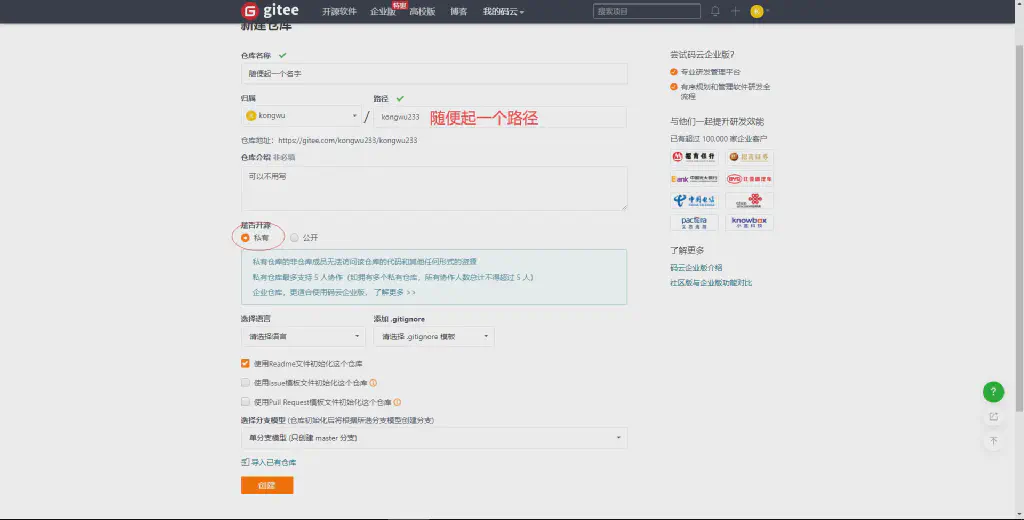 gitee 开源软件 企业版 特惠 高校版 博客 我的码云 搜索项目
新建仓库
仓库名称
随便起一个名字
归属 路径
kongwu / kongwu233 随便起一个路径
仓库地址：https://gitee.com/kongwu233/kongwu233
仓库介绍 非必填
可以不用写
是否开源
私有 公开
私有仓库的非仓库成员无法访问该仓库的代码和其他任何形式的资源
私有仓库最多支持 5 人协作（如拥有多个私有仓库，所有协作人数总计不得超过 5 人）
企业仓库，更适合使用码云企业版， 了解更多 >>
选择语言 添加 .gitignore
请选择语言 请选择 .gitignore 模板
使用Readme文件初始化这个仓库
使用Issue模板文件初始化这个仓库
使用Pull Request模板文件初始化这个仓库
选择分支模型 (仓库初始化后将根据所选分支模型创建分支)
单分支模型 (只创建 master 分支)
导入已有仓库
创建
尝试码云企业版?
专业研发管理平台
有序规划和管理软件研发全
流程
与他们一起提升研发效能
已有超过 100,000 家企业客户
招商银行 招商证券
Bank 中国光大银行 BYD 比亚迪汽车
中国电信 China unicom
knowbox
小盒科技
了解更多
码云企业版介绍
社区版与企业版功能对比
?